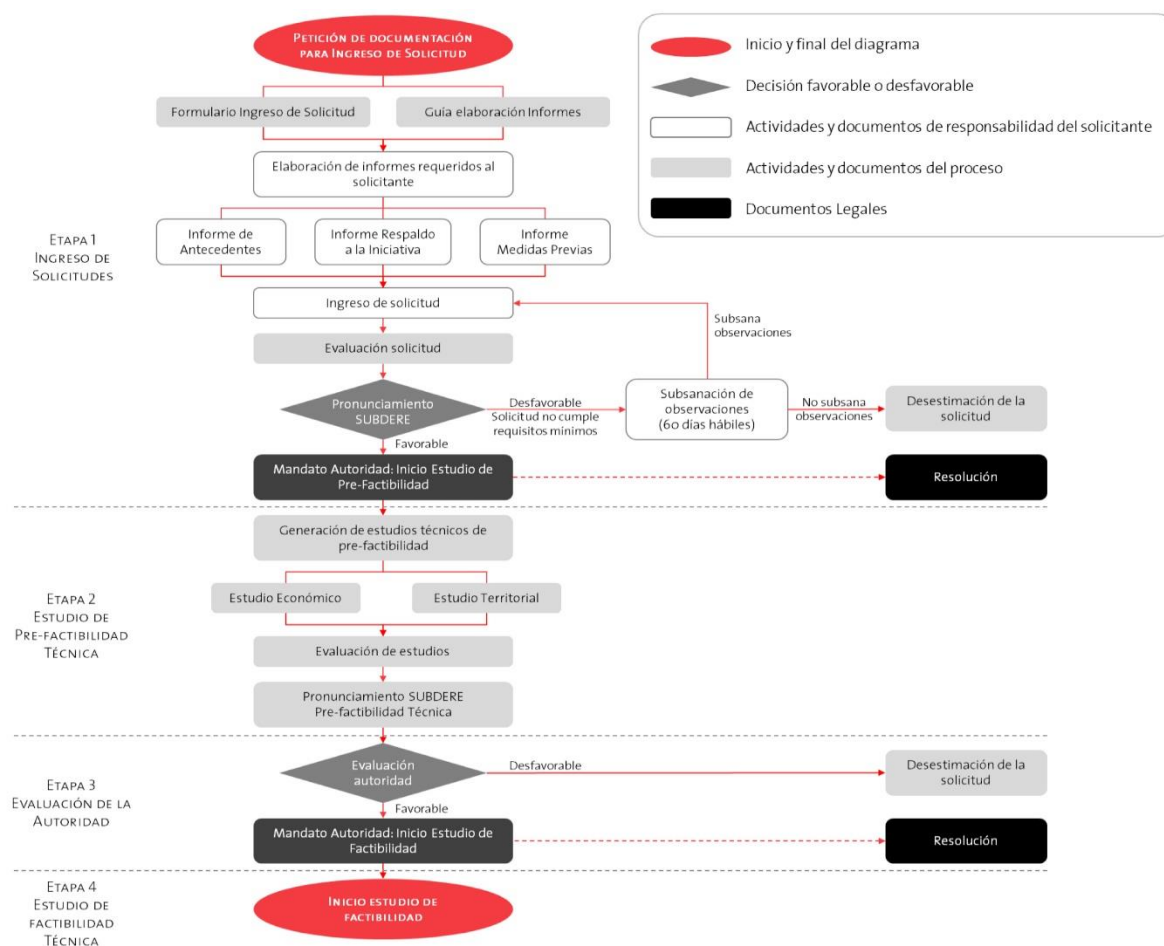 PETICIÓN DE DOCUMENTACIÓN
PARA INGRESO DE SOLICITUD
Formulario Ingreso de Solicitud
Guía elaboración Informes
Elaboración de informes requeridos al
solicitante
Informe de
Antecedentes
Informe Respaldo
a la Iniciativa
Informe
Medidas Previas
ETAPA 1
INGRESO DE
SOLICITUDES
Ingreso de solicitud
Subsana
observaciones
Evaluación solicitud
Pronunciamiento
SUBDERE
Desfavorable
Solicitud no cumple
requisitos mínimos
Subsanación de
observaciones
(60 días hábiles)
No subsana
observaciones
Desestimación de la
solicitud
Favorable
Mandato Autoridad: Inicio Estudio de
Pre-Factibilidad
Resolución
Generación de estudios técnicos de
pre-factibilidad
ETAPA 2
ESTUDIO DE
PRE-FACTIBILIDAD
TÉCNICA
Estudio Económico
Estudio Territorial
Evaluación de estudios
Pronunciamiento SUBDERE
Pre-factibilidad Técnica
ETAPA 3
EVALUACIÓN DE LA
AUTORIDAD
Evaluación
autoridad
Desfavorable
Desestimación de la
solicitud
Favorable
Mandato Autoridad: Inicio Estudio de
Factibilidad
Resolución
ETAPA 4
ESTUDIO DE
FACTIBILIDAD
TÉCNICA
INICIO ESTUDIO DE
FACTIBILIDAD
Inicio y final del diagrama
Decisión favorable o desfavorable
Actividades y documentos de responsabilidad del solicitante
Actividades y documentos del proceso
Documentos Legales